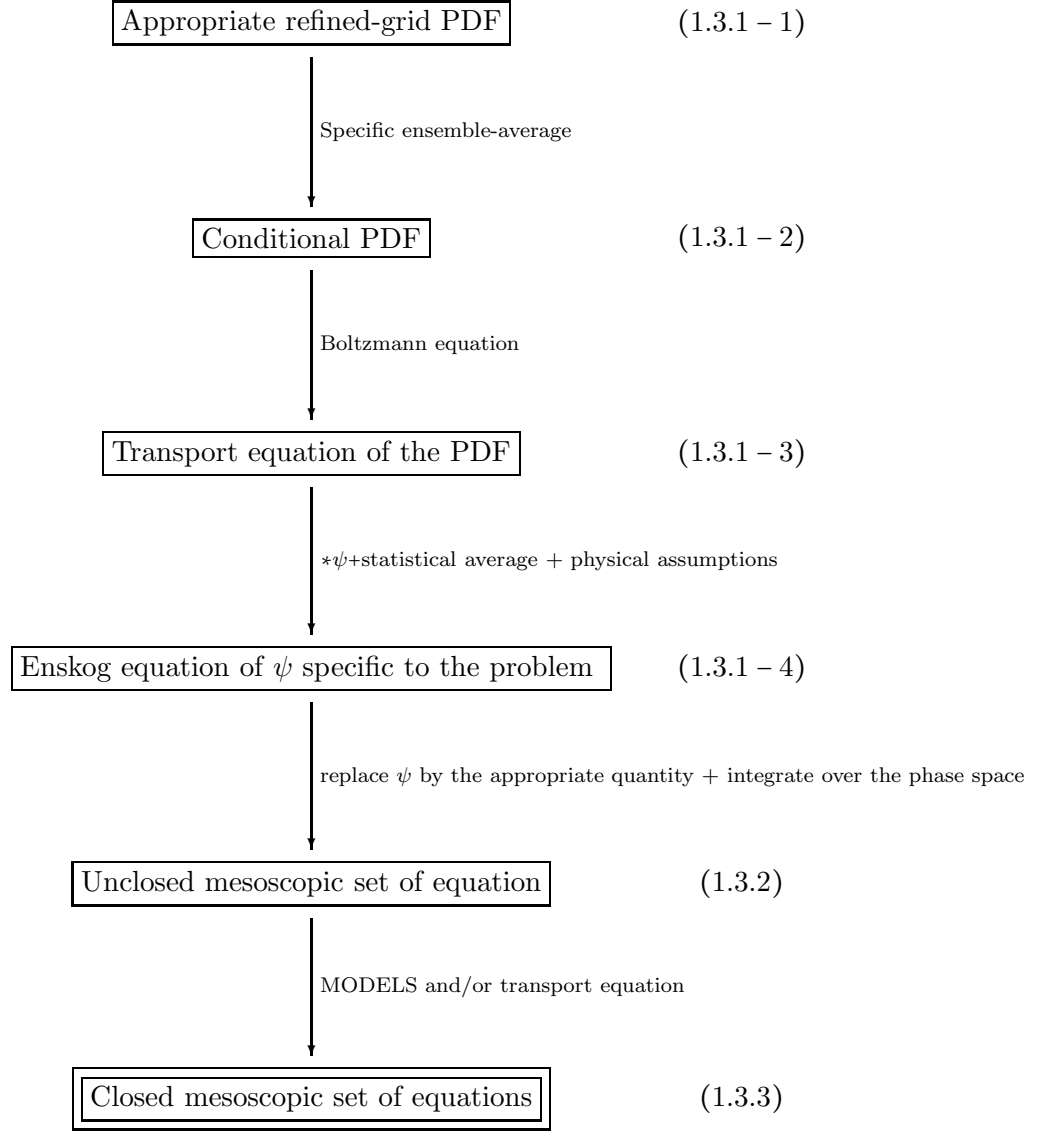 Appropriate refined-grid PDF (1.3.1 – 1)
Specific ensemble-average
Conditional PDF (1.3.1 – 2)
Boltzmann equation
Transport equation of the PDF (1.3.1 – 3)
*ψ+statistical average + physical assumptions
Enskog equation of ψ specific to the problem (1.3.1 – 4)
replace ψ by the appropriate quantity + integrate over the phase space
Unclosed mesoscopic set of equation (1.3.2)
MODELS and/or transport equation
Closed mesoscopic set of equations (1.3.3)